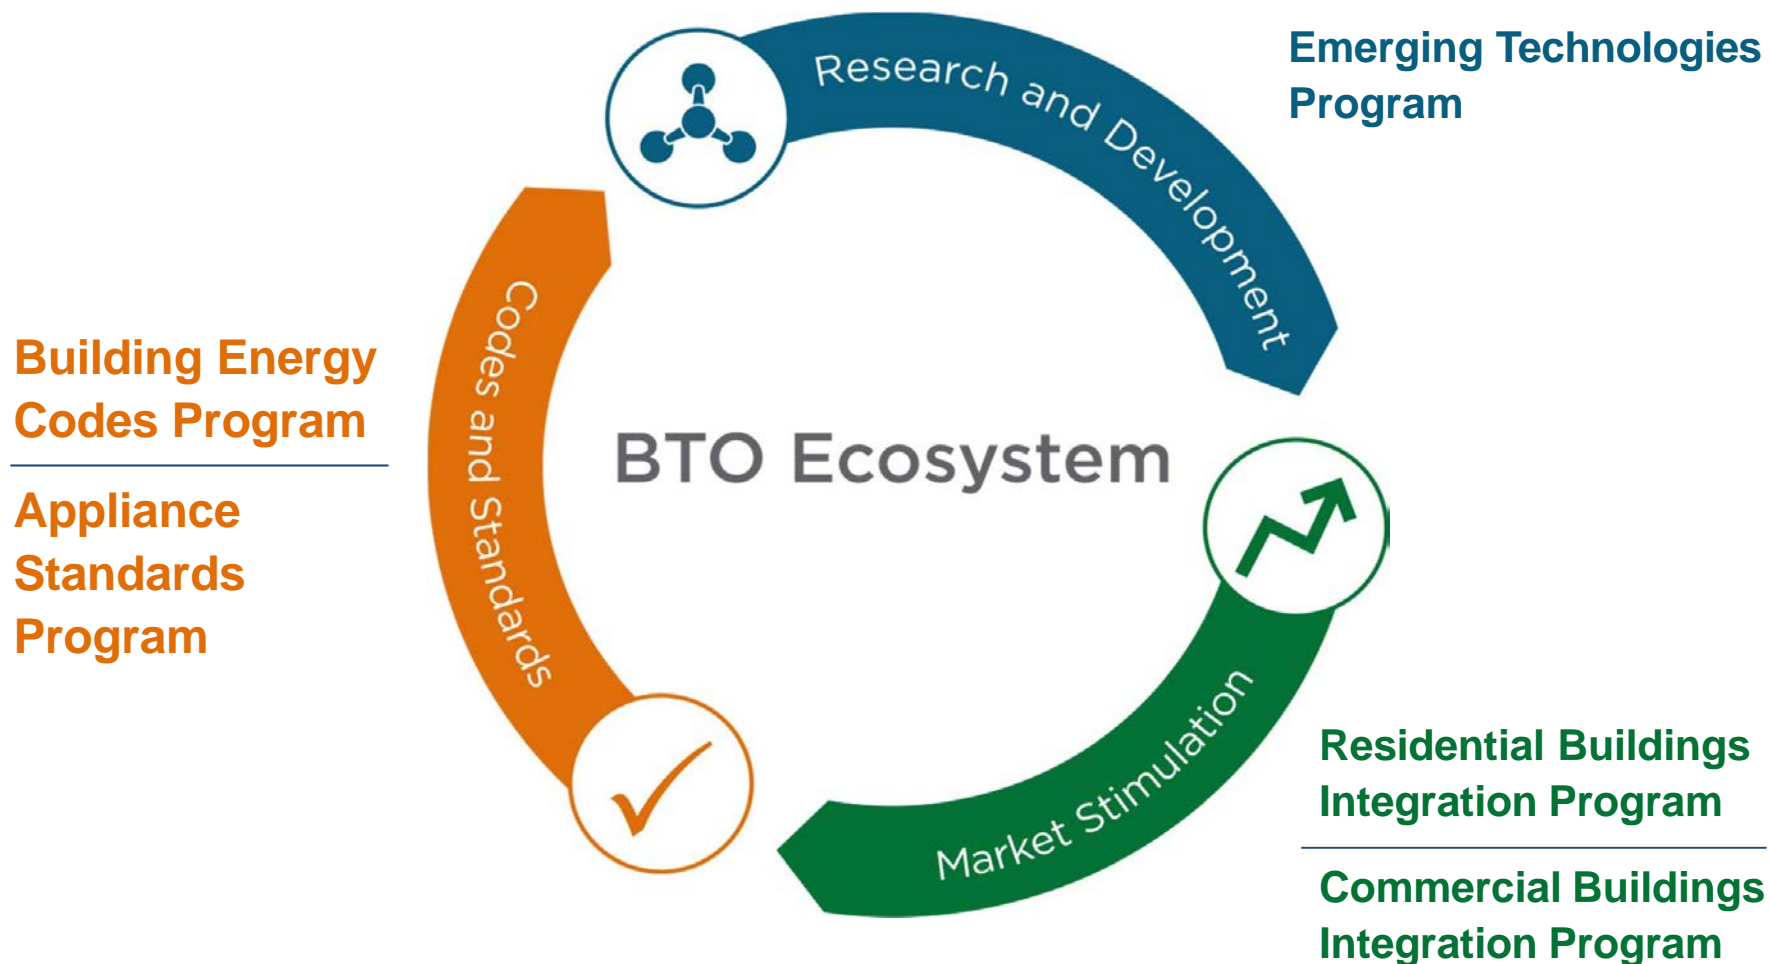 Research and Development
Emerging Technologies
Program
Building Energy
Codes Program
Appliance
Standards
Program
Codes and Standards
BTO Ecosystem
Market Stimulation
Residential Buildings
Integration Program
Commercial Buildings
Integration Program